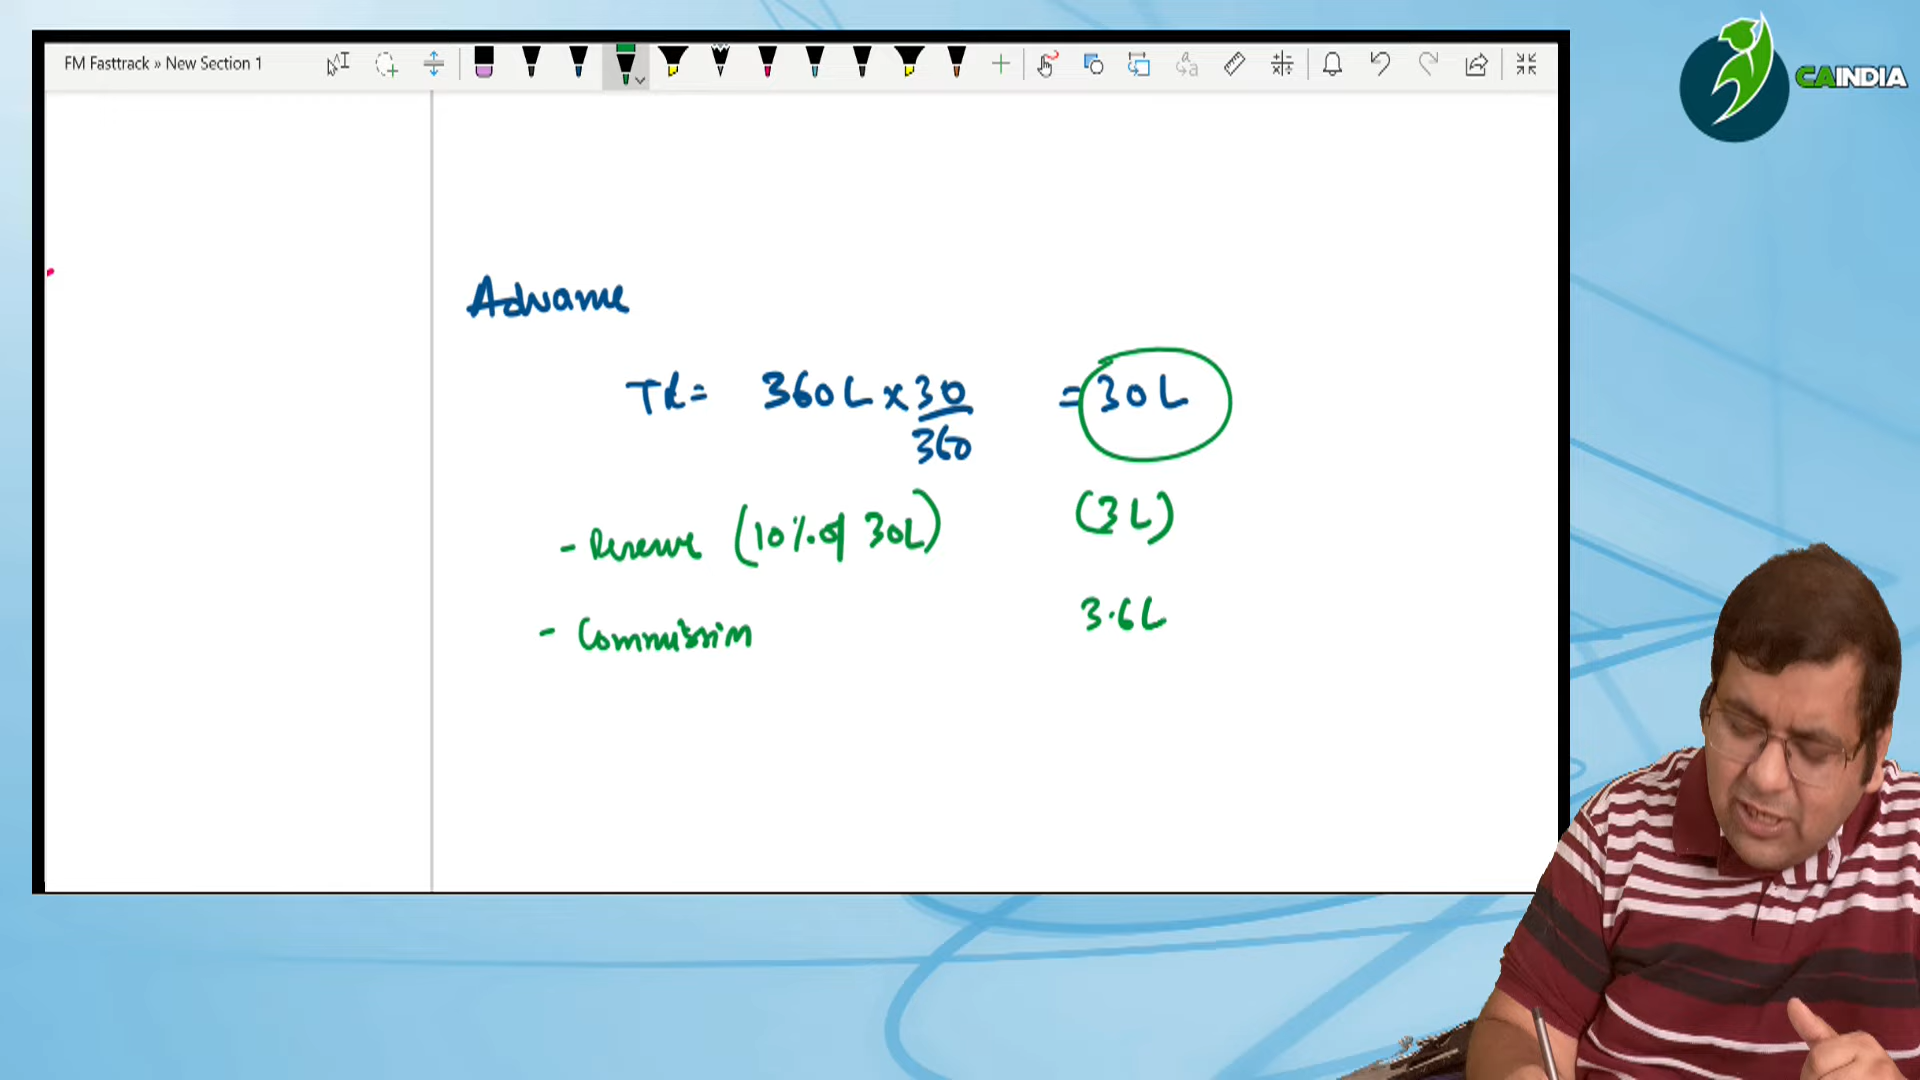 FM Fasttrack » New Section 1
CAINDIA
Advance
TR = 360L x 30/360 = 30L
- Reserve (10% of 30L) (3L)
- Commission 3.6L